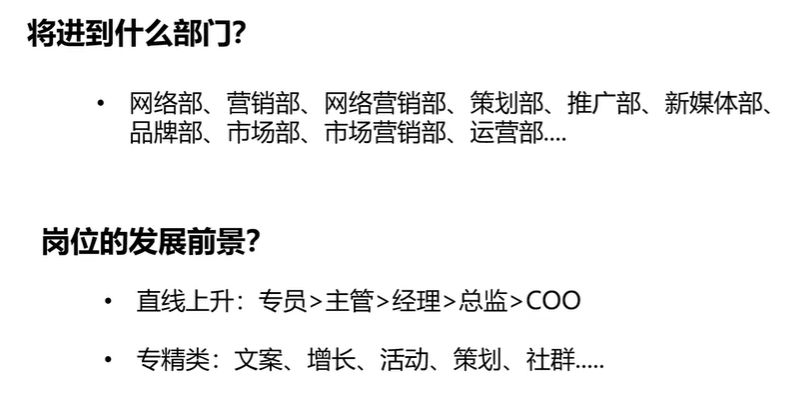 将进到什么部门？
• 网络部、营销部、网络营销部、策划部、推广部、新媒体部、
品牌部、市场部、市场营销部、运营部....
岗位的发展前景？
• 直线上升：专员>主管>经理>总监>COO
• 专精类：文案、增长、活动、策划、社群.....